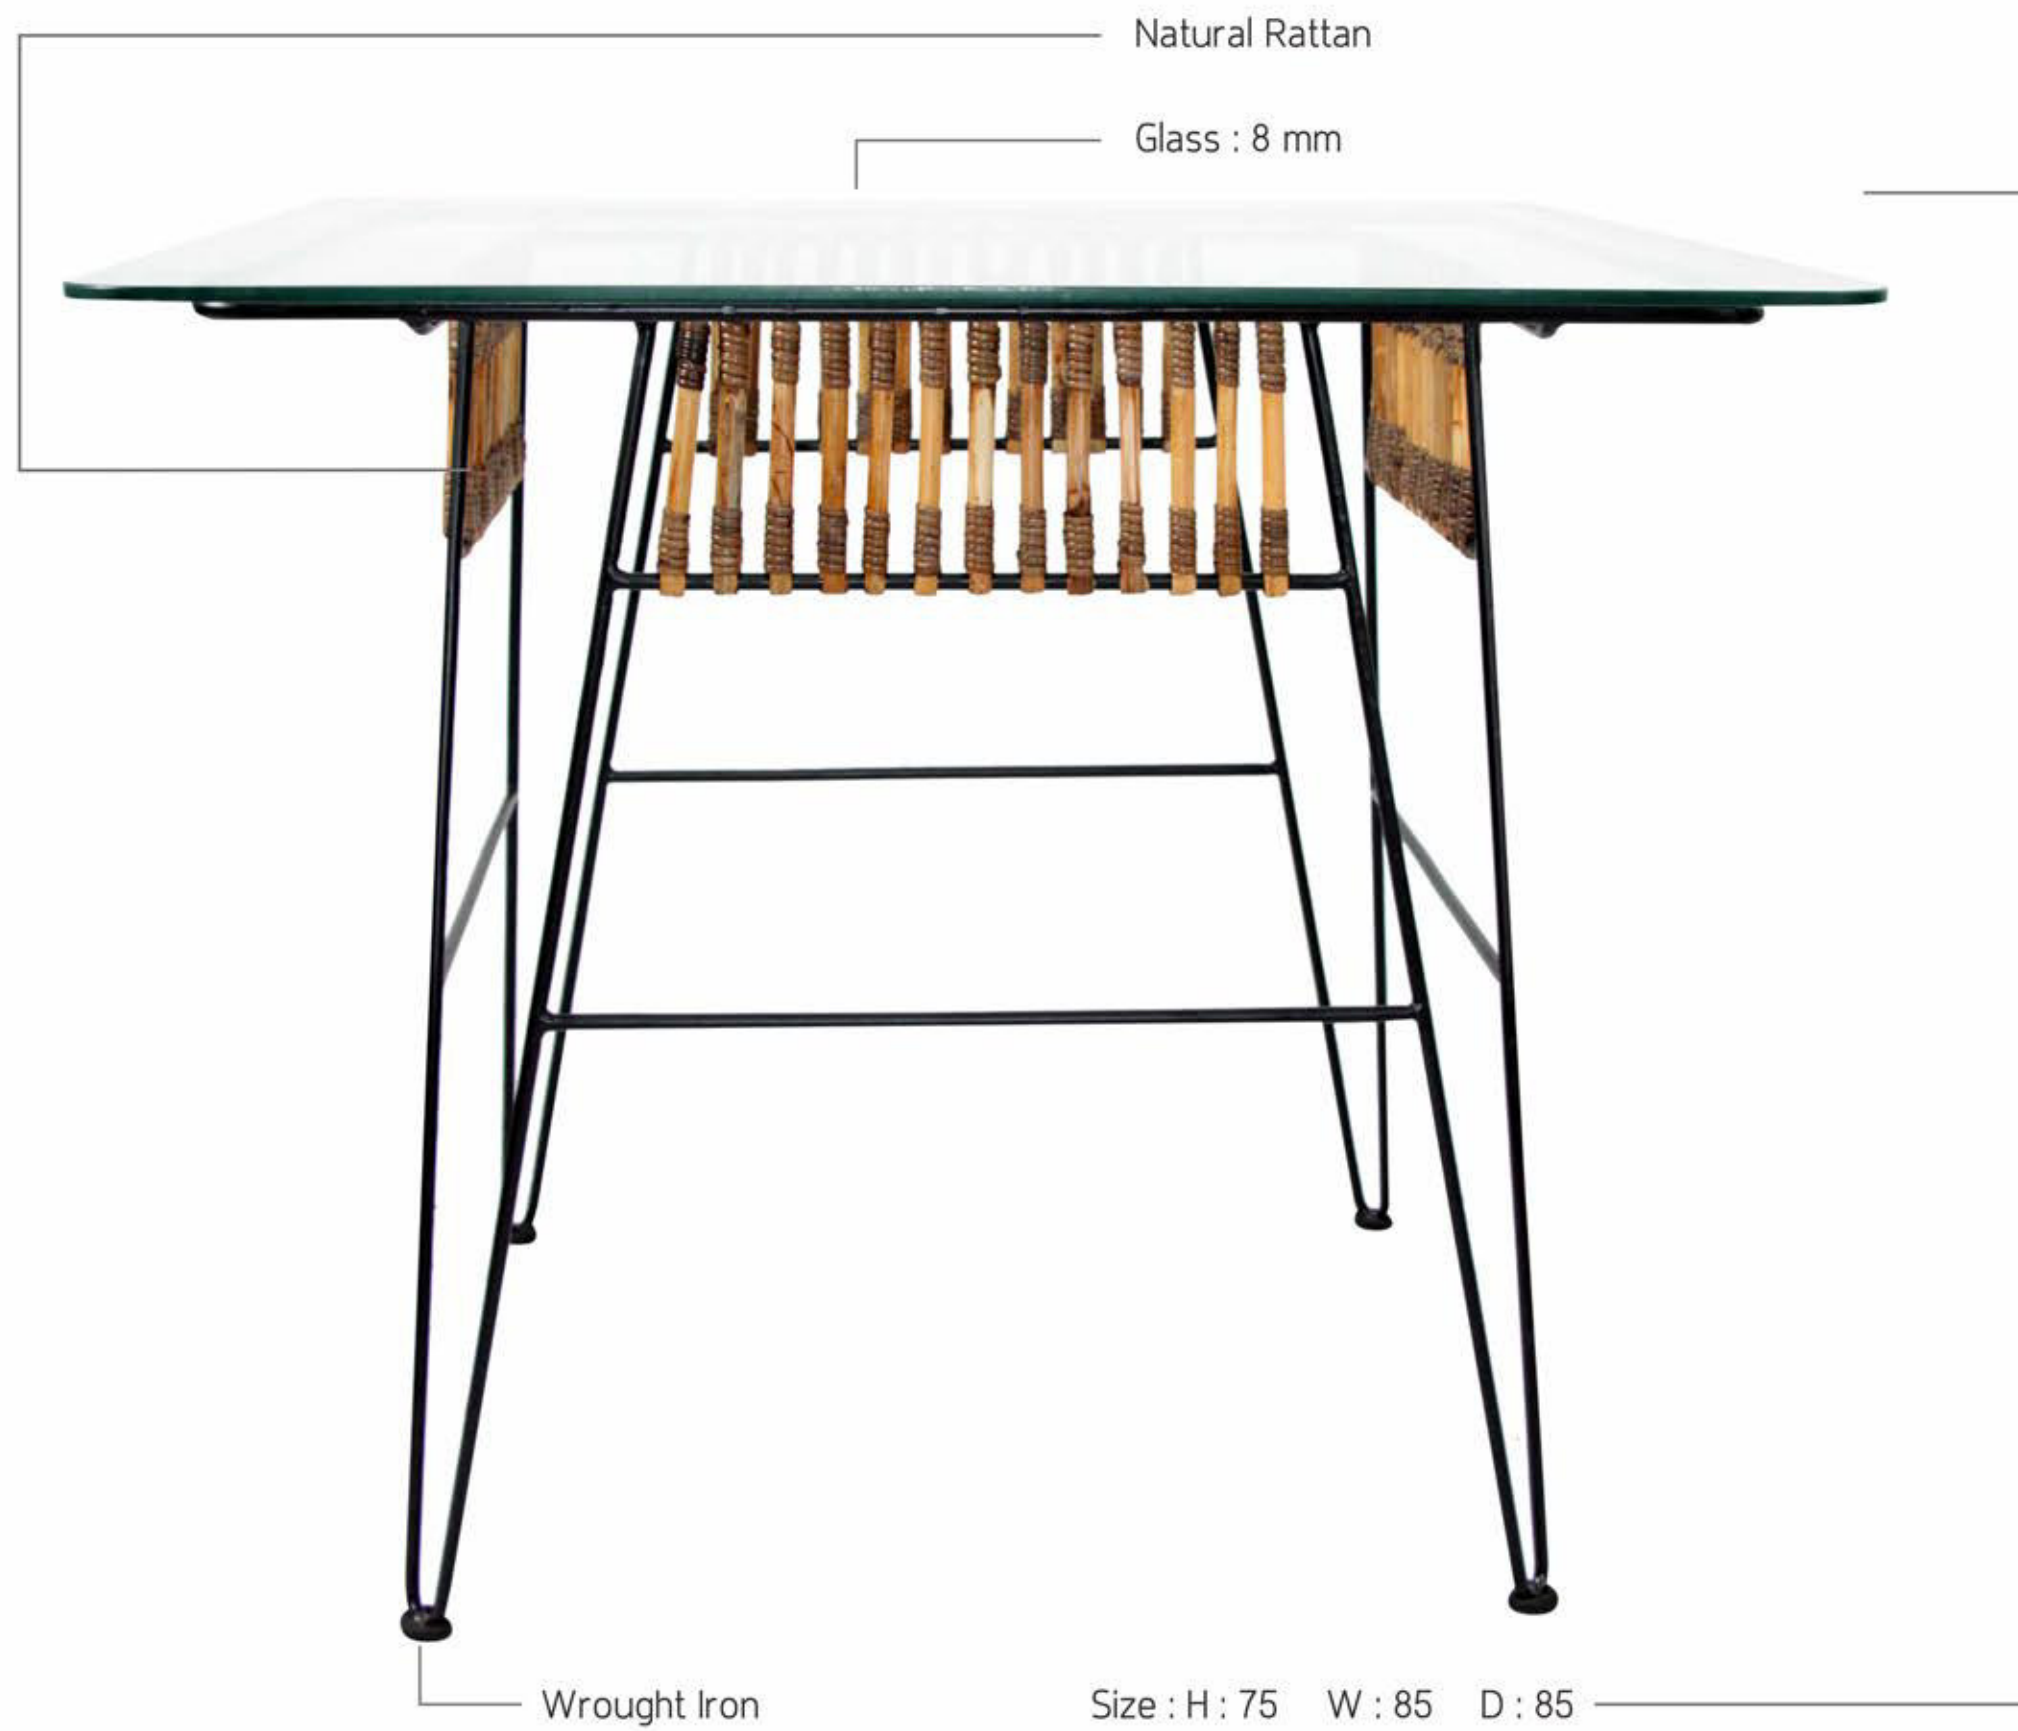 Natural Rattan
Glass : 8 mm
Wrought Iron
Size : H : 75 W : 85 D : 85